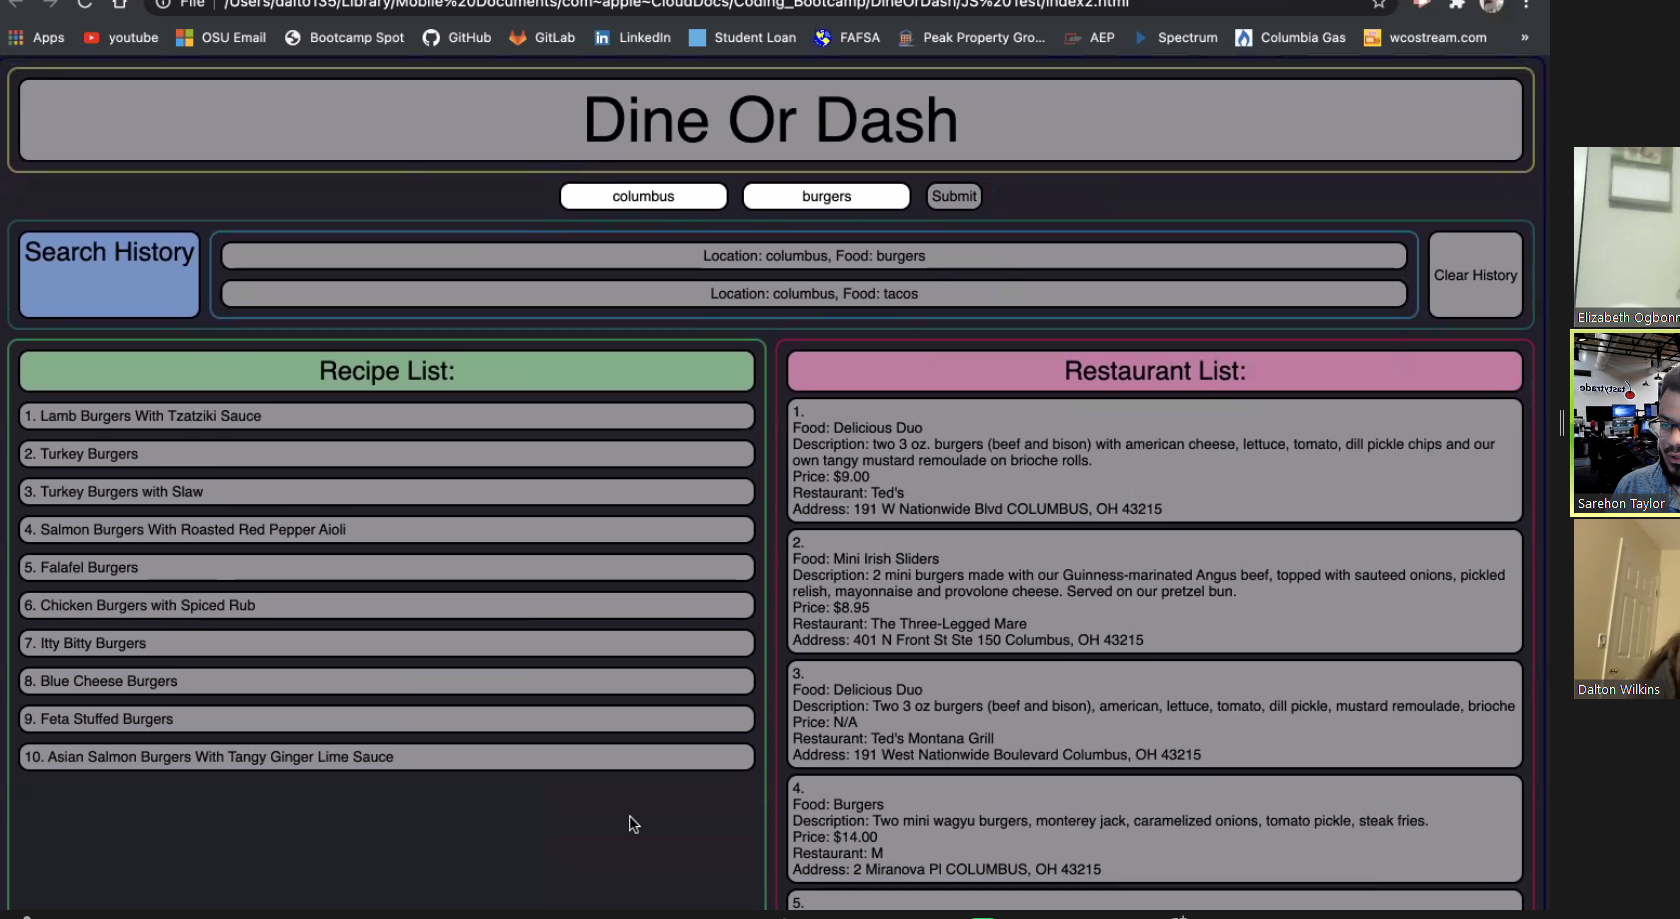 File /Users/dalto135/Library/Mobile%20Documents/com~apple~CloudDocs/Coding_Bootcamp/DineOrDash/JS%20Test/index2.html
Apps youtube OSU Email Bootcamp Spot GitHub GitLab LinkedIn Student Loan FAFSA Peak Property Gro... AEP Spectrum Columbia Gas wcostream.com »
Dine Or Dash
columbus burgers Submit
Search History
Location: columbus, Food: burgers
Location: columbus, Food: tacos
Clear History
Recipe List:
1. Lamb Burgers With Tzatziki Sauce
2. Turkey Burgers
3. Turkey Burgers with Slaw
4. Salmon Burgers With Roasted Red Pepper Aioli
5. Falafel Burgers
6. Chicken Burgers with Spiced Rub
7. Itty Bitty Burgers
8. Blue Cheese Burgers
9. Feta Stuffed Burgers
10. Asian Salmon Burgers With Tangy Ginger Lime Sauce
Restaurant List:
1.
Food: Delicious Duo
Description: two 3 oz. burgers (beef and bison) with american cheese, lettuce, tomato, dill pickle chips and our
own tangy mustard remoulade on brioche rolls.
Price: $9.00
Restaurant: Ted's
Address: 191 W Nationwide Blvd COLUMBUS, OH 43215
2.
Food: Mini Irish Sliders
Description: 2 mini burgers made with our Guinness-marinated Angus beef, topped with sauteed onions, pickled
relish, mayonnaise and provolone cheese. Served on our pretzel bun.
Price: $8.95
Restaurant: The Three-Legged Mare
Address: 401 N Front St Ste 150 Columbus, OH 43215
3.
Food: Delicious Duo
Description: Two 3 oz burgers (beef and bison), american, lettuce, tomato, dill pickle, mustard remoulade, brioche
Price: N/A
Restaurant: Ted's Montana Grill
Address: 191 West Nationwide Boulevard Columbus, OH 43215
4.
Food: Burgers
Description: Two mini wagyu burgers, monterey jack, caramelized onions, tomato pickle, steak fries.
Price: $14.00
Restaurant: M
Address: 2 Miranova Pl COLUMBUS, OH 43215
5.
Elizabeth Ogbonn
tastytrade
Sarehon Taylor
Dalton Wilkins